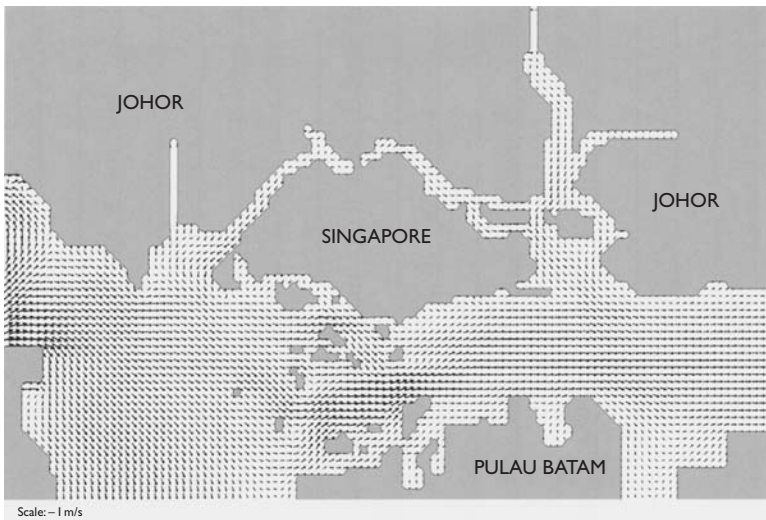 JOHOR
JOHOR
SINGAPORE
PULAU BATAM
Scale: – 1 m/s